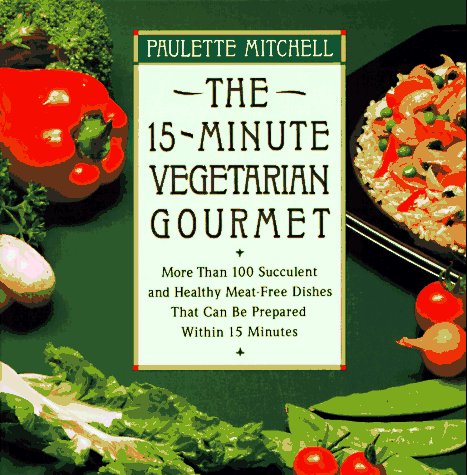 PAULETTE MITCHELL
—THE—
15-MINUTE
VEGETARIAN
GOURMET
More Than 100 Succulent
and Healthy Meat-Free Dishes
That Can Be Prepared
Within 15 Minutes